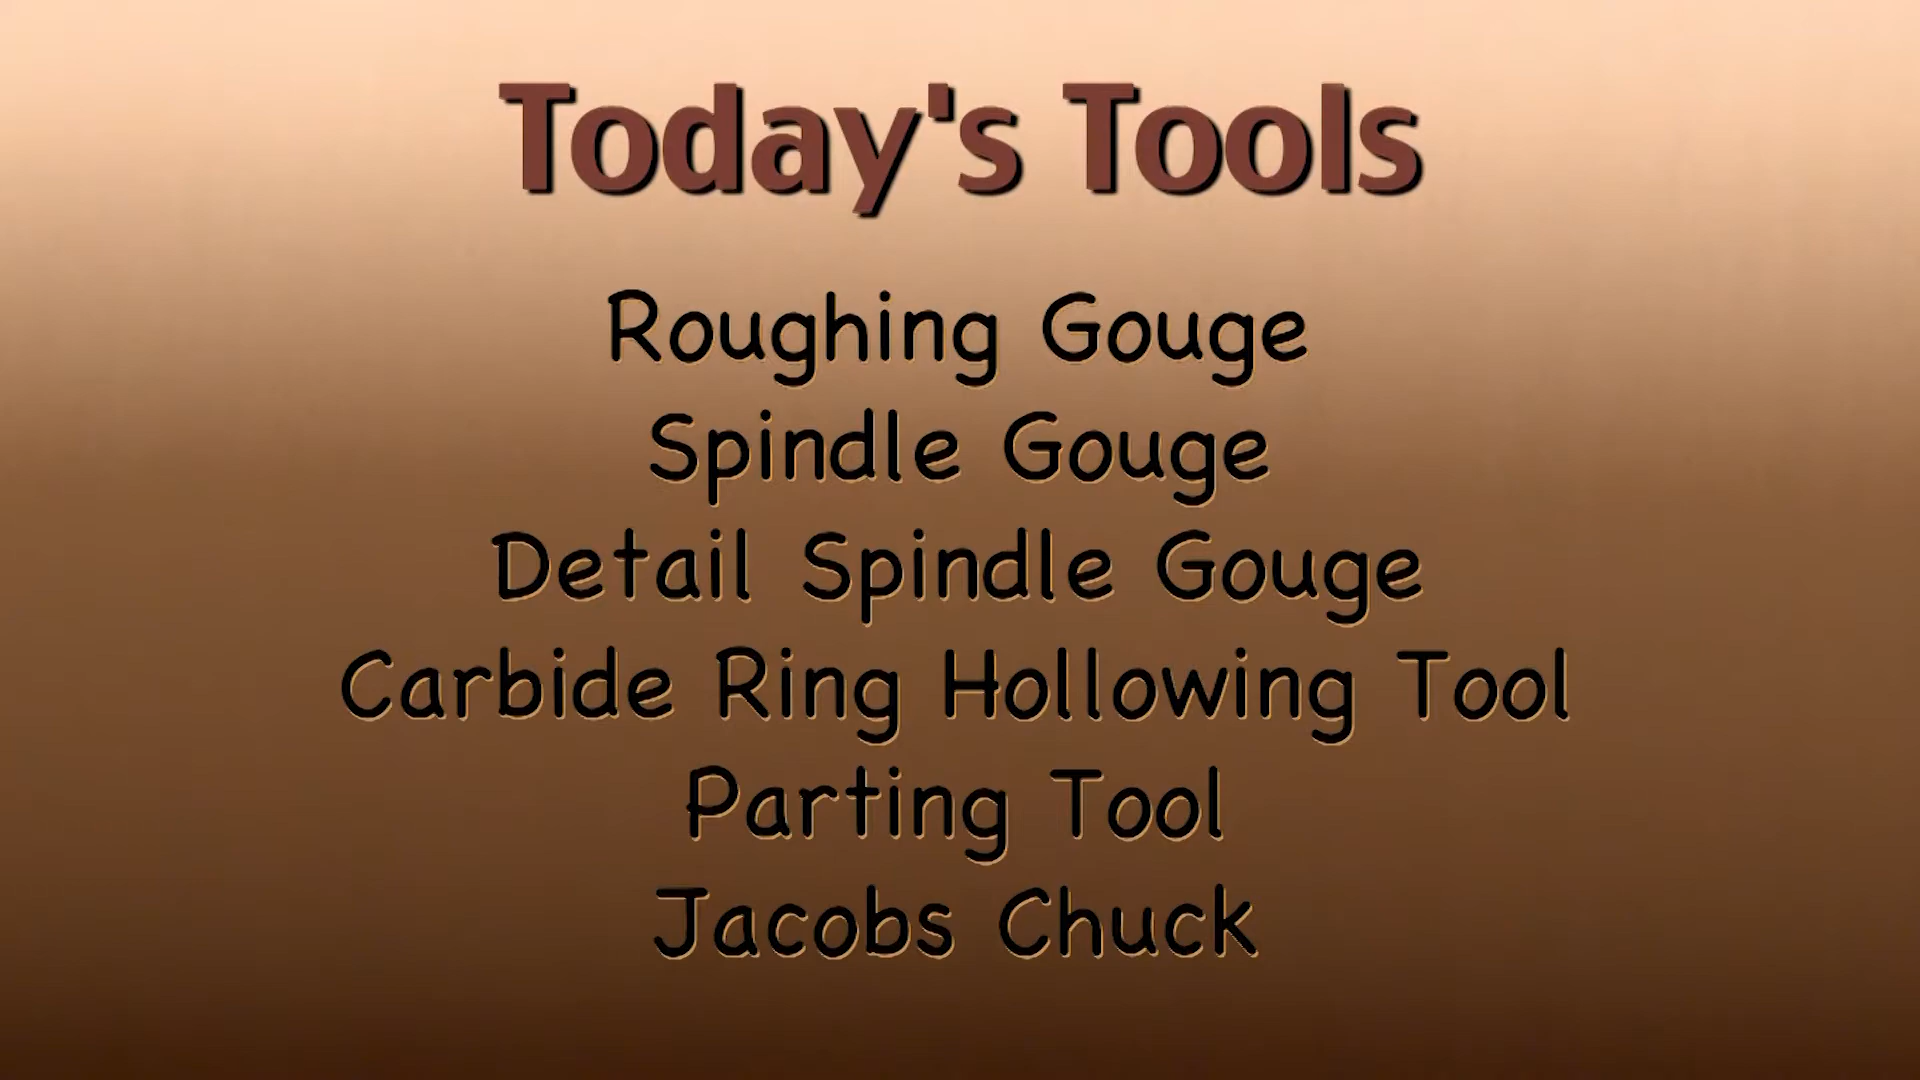 Today's Tools
Roughing Gouge
Spindle Gouge
Detail Spindle Gouge
Carbide Ring Hollowing Tool
Parting Tool
Jacobs Chuck